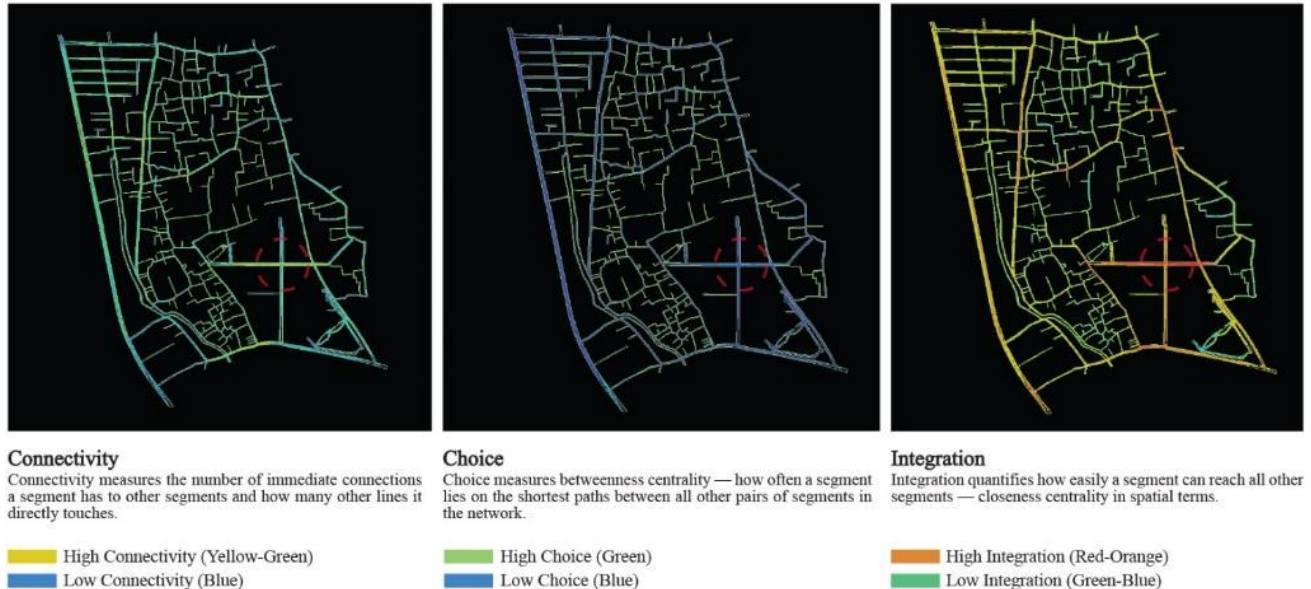 Connectivity
Connectivity measures the number of immediate connections
a segment has to other segments and how many other lines it
directly touches.
High Connectivity (Yellow-Green)
Low Connectivity (Blue)
Choice
Choice measures betweenness centrality — how often a segment
lies on the shortest paths between all other pairs of segments in
the network.
High Choice (Green)
Low Choice (Blue)
Integration
Integration quantifies how easily a segment can reach all other
segments — closeness centrality in spatial terms.
High Integration (Red-Orange)
Low Integration (Green-Blue)